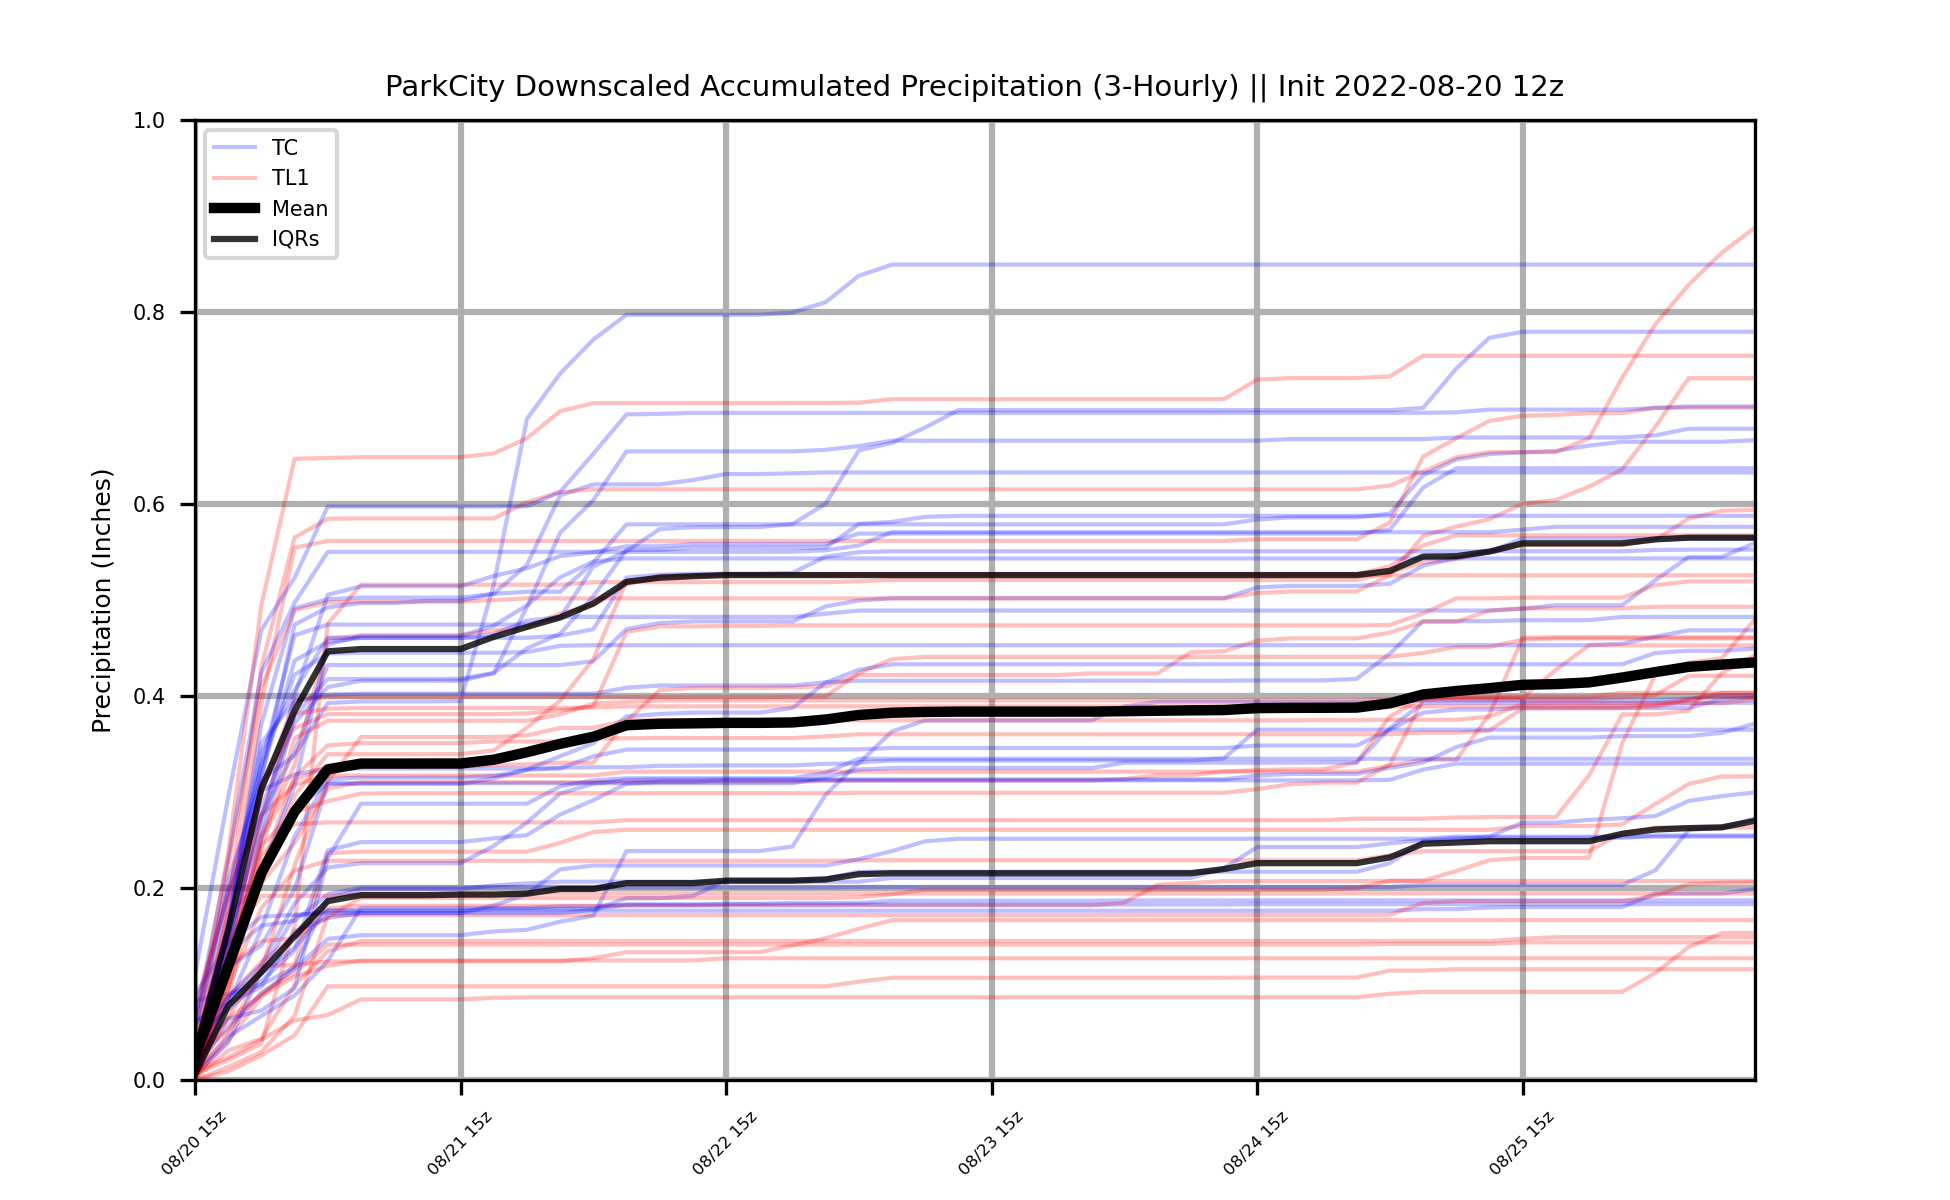 ParkCity Downscaled Accumulated Precipitation (3-Hourly) || Init 2022-08-20 12z
TC
TL1
Mean
IQRs
Precipitation (Inches)
1.0
0.8
0.6
0.4
0.2
0.0
08/20 15z
08/21 15z
08/22 15z
08/23 15z
08/24 15z
08/25 15z